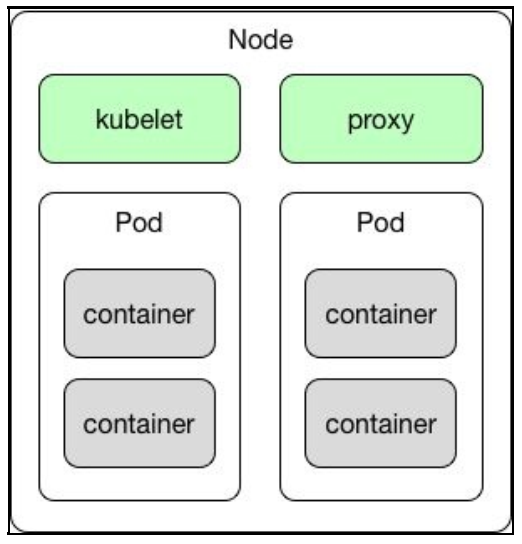 Node
kubelet
proxy
Pod
container
container
Pod
container
container